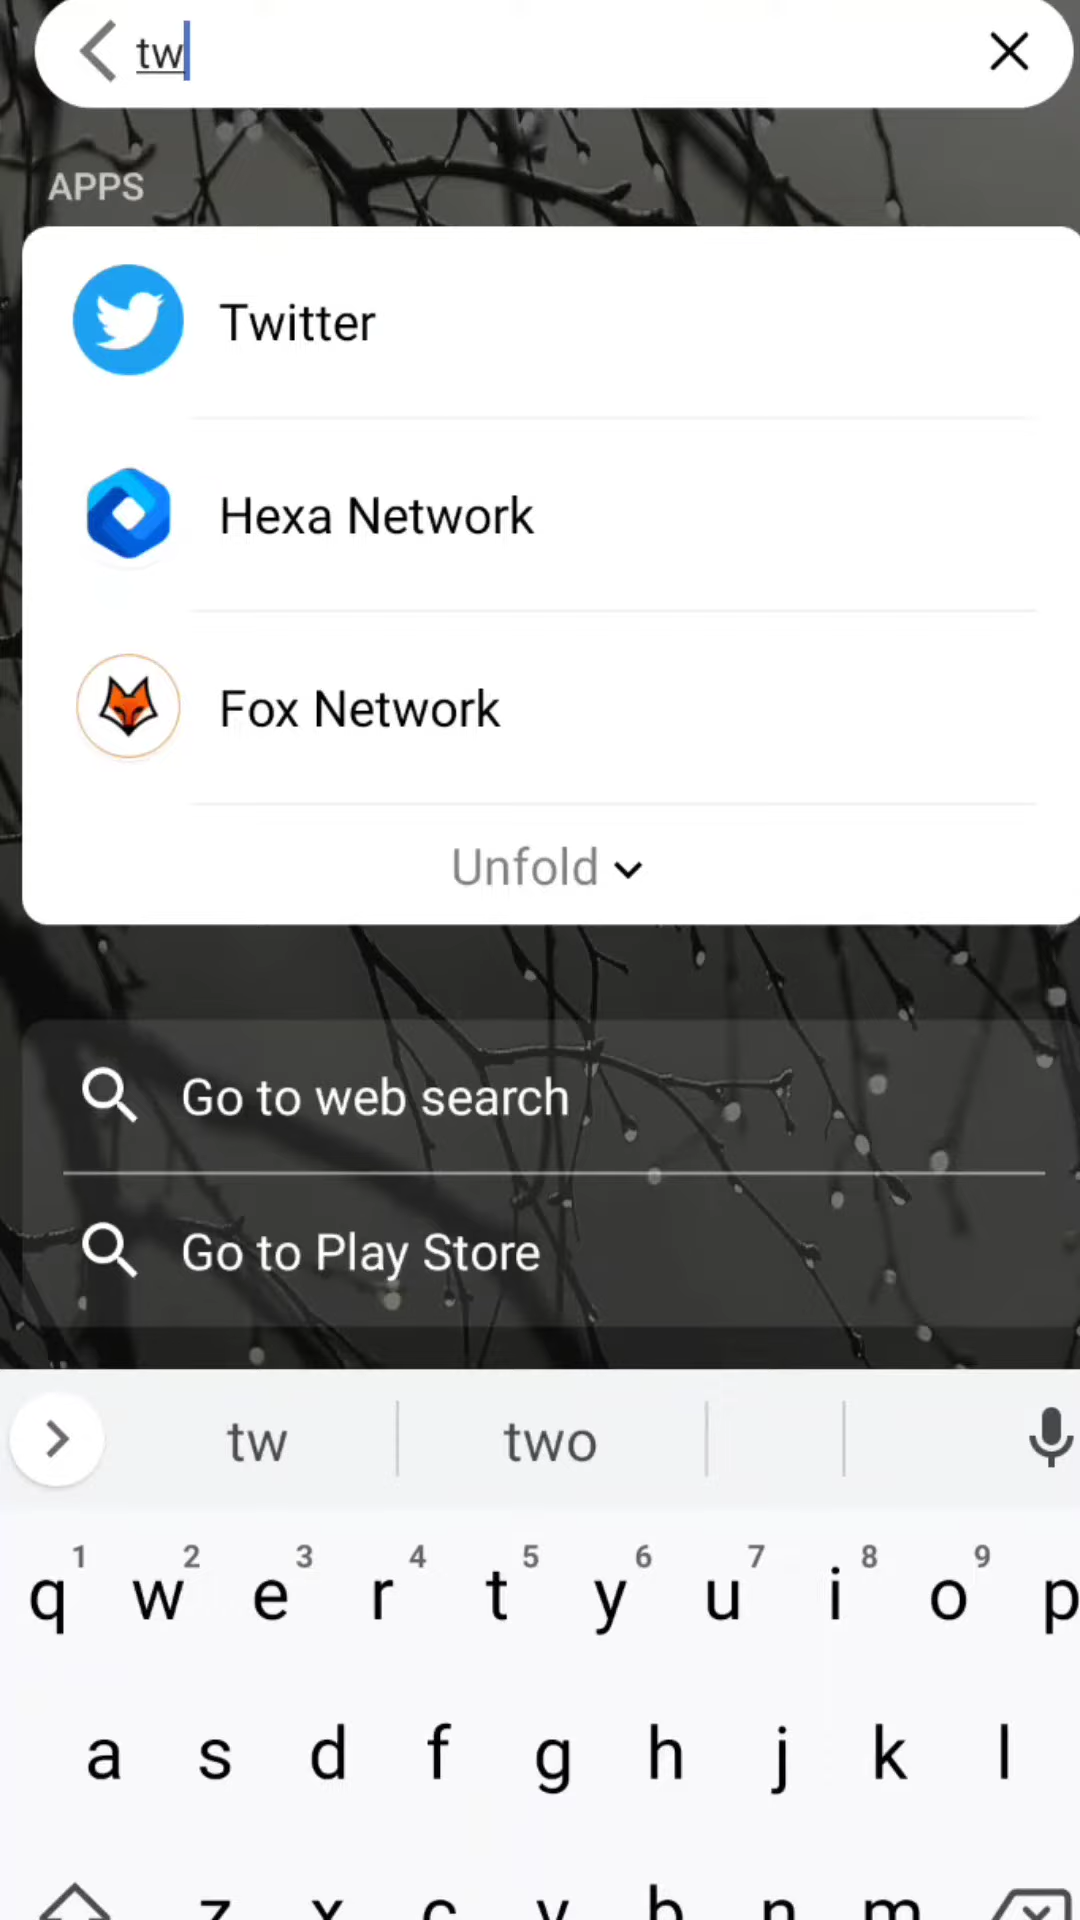 tw
APPS
Twitter
Hexa Network
Fox Network
Unfold
Go to web search
Go to Play Store
tw two
1 2 3 4 5 6 7 8 9
q w e r t y u i o p
a s d f g h j k l
z x c v b n m